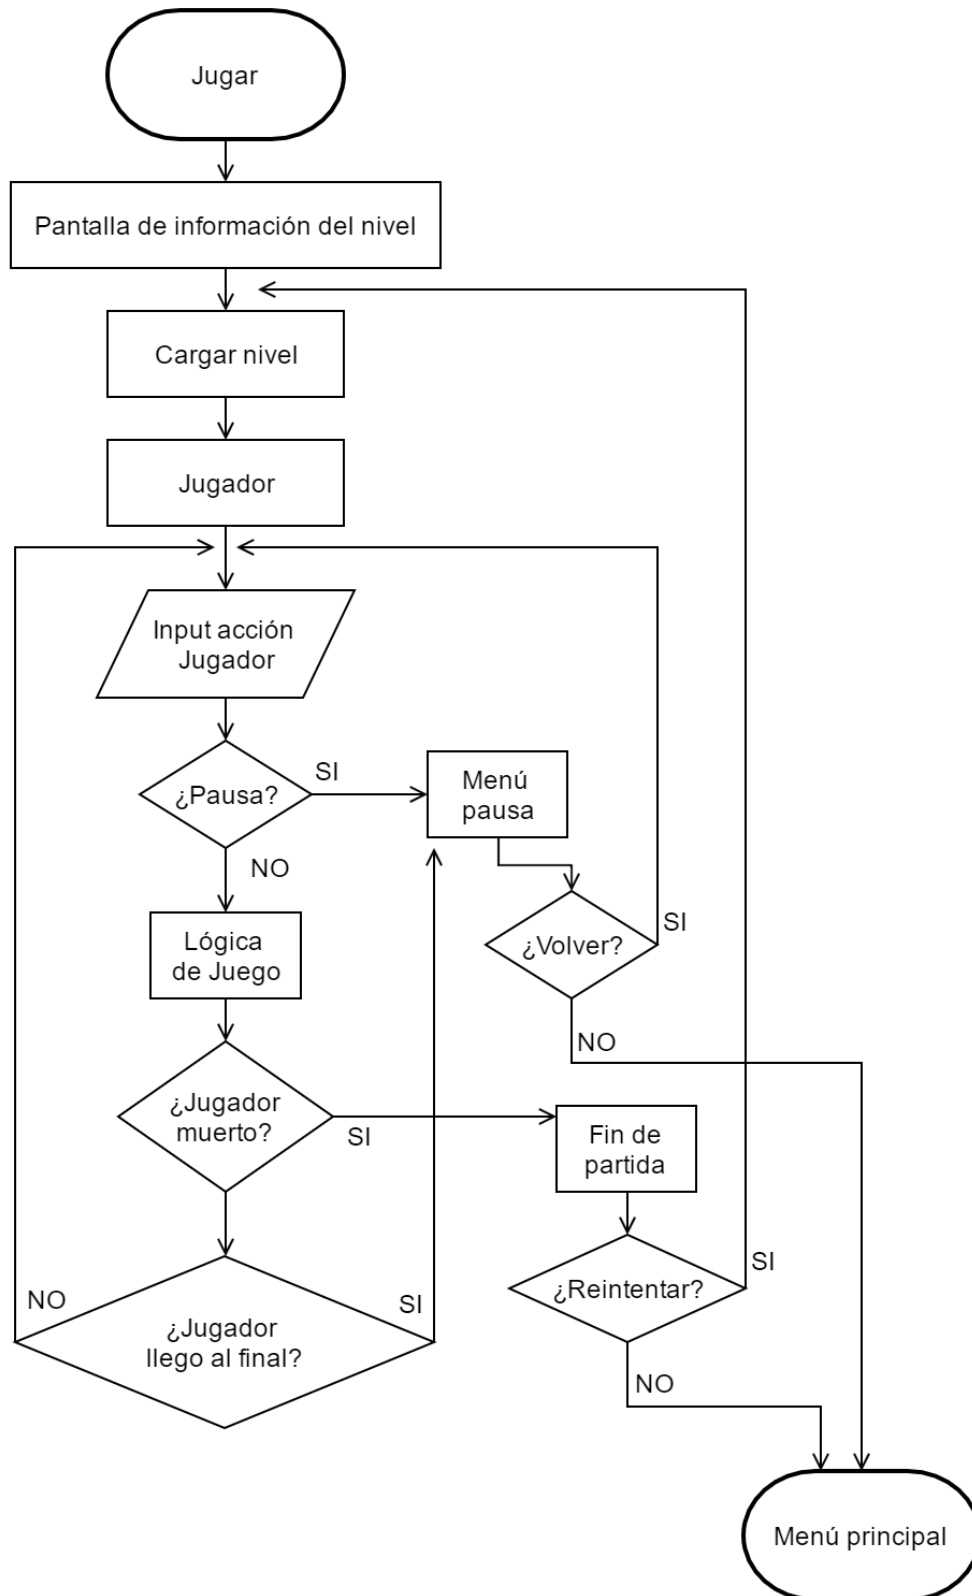 Jugar
Pantalla de información del nivel
Cargar nivel
Jugador
Input acción
Jugador
¿Pausa?
SI
Menú
pausa
NO
¿Volver?
SI
Lógica
de Juego
NO
¿Jugador
muerto?
SI
Fin de
partida
¿Reintentar?
SI
NO
¿Jugador
llego al final?
SI
NO
Menú principal